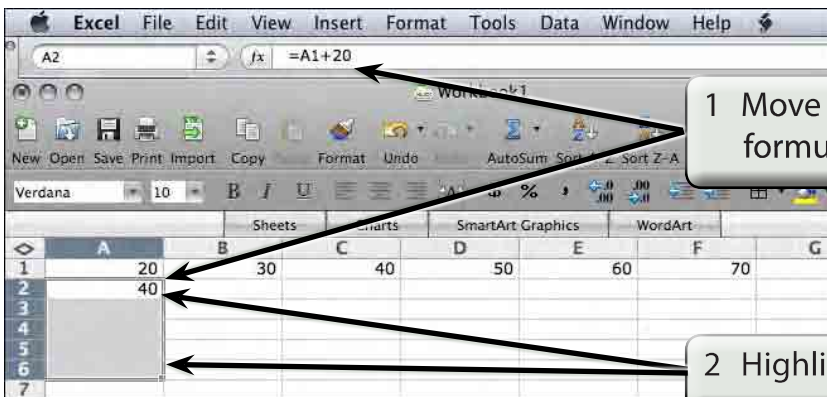 Excel File Edit View Insert Format Tools Data Window Help
A2 fx =A1+20
1 Move
formu
New Open Save Print Import Copy Format Undo AutoSum Sort Z-A
Verdana 10 B I U % .00 .00
Sheets Charts SmartArt Graphics WordArt
A B C D E F G
1 20 30 40 50 60 70
2 40
3
4
5
6
2 Highli
7